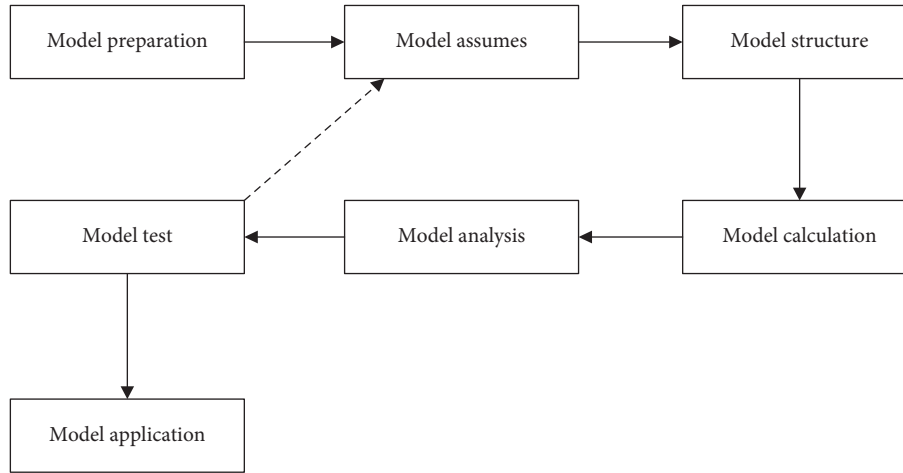 Model preparation
Model assumes
Model structure
Model test
Model analysis
Model calculation
Model application